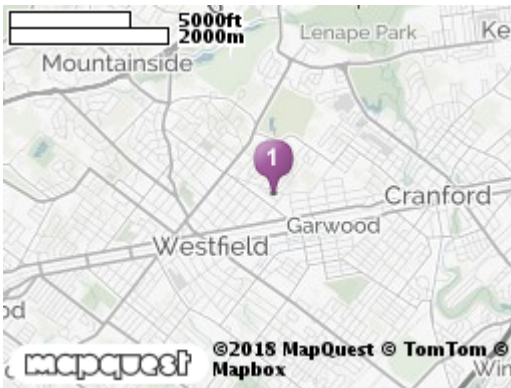 5000ft
2000m
Lenape Park
Ke
Mountainside
1
Cranford
Garwood
Westfield
od
mapquest
©2018 MapQuest © TomTom ©
Mapbox
Win